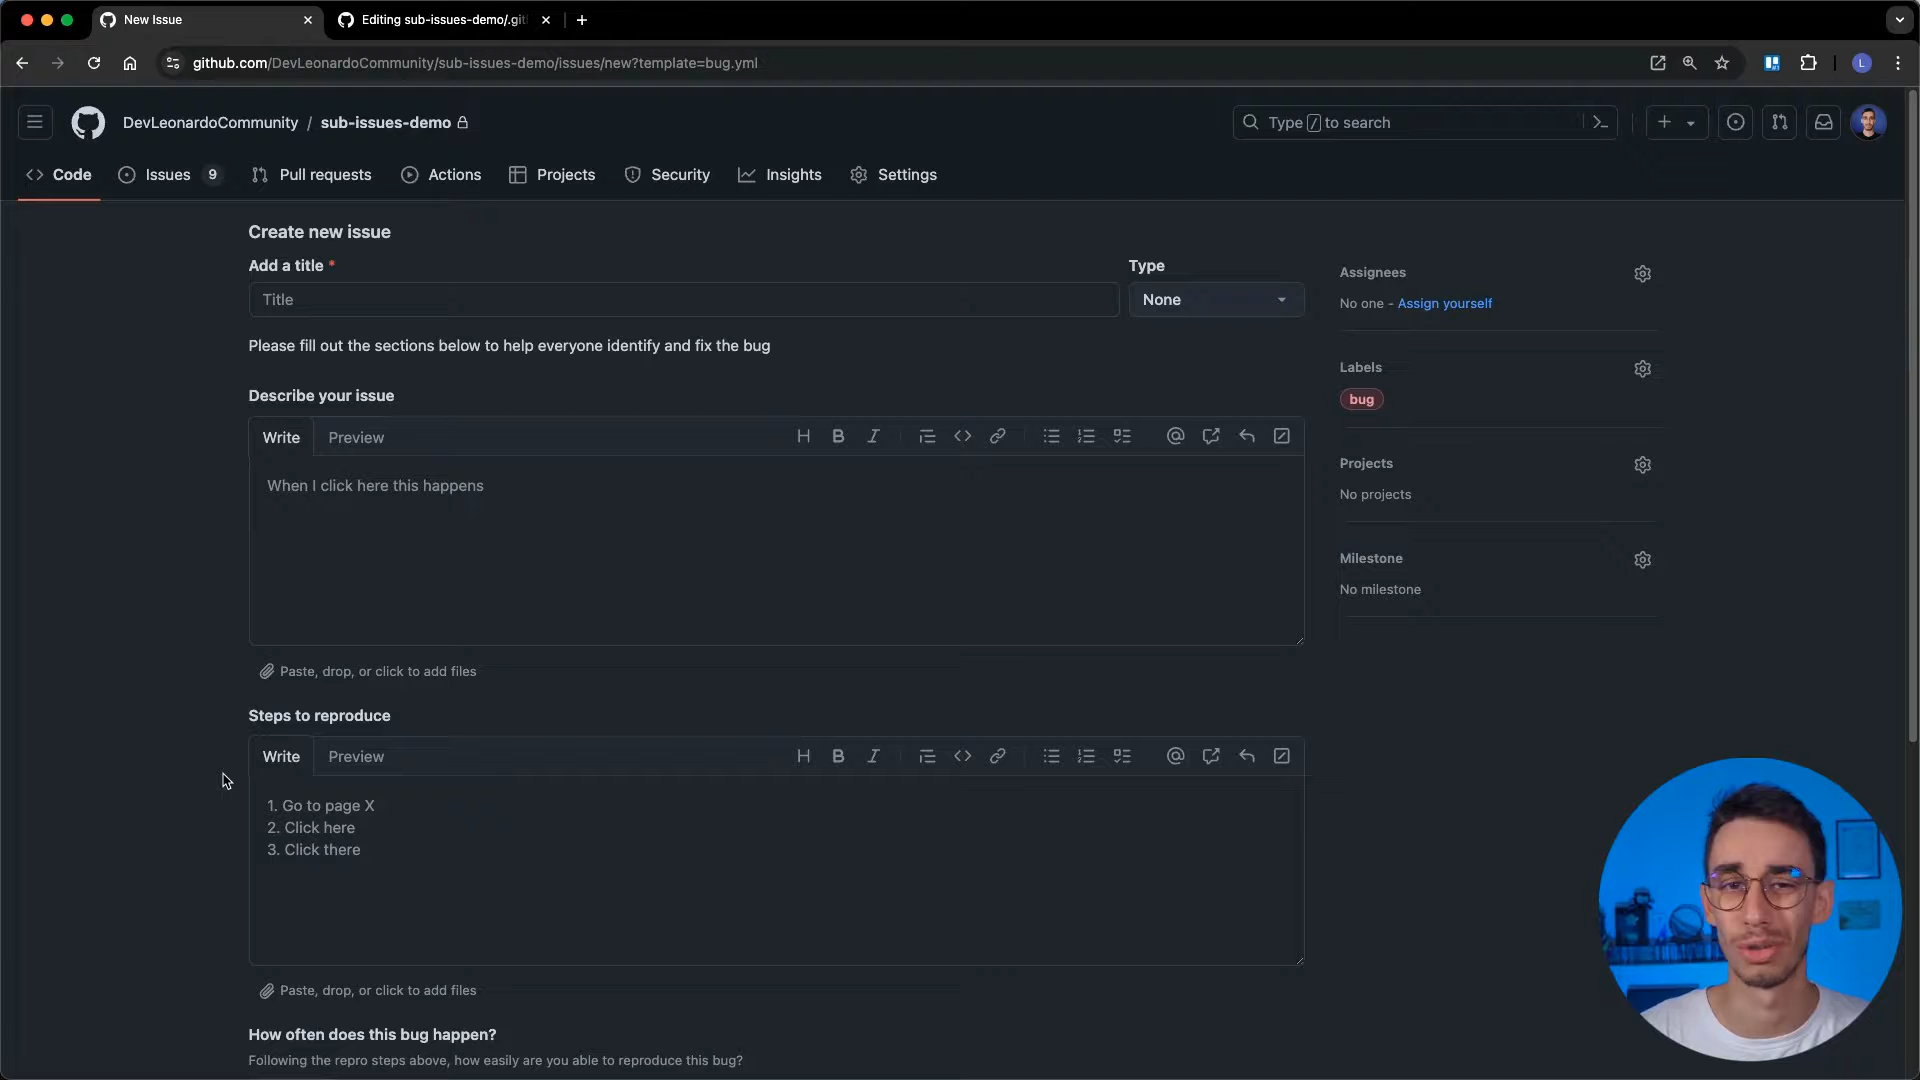 New Issue
Editing sub-issues-demo/.git
github.com/DevLeonardoCommunity/sub-issues-demo/issues/new?template=bug.yml
L
DevLeonardoCommunity / sub-issues-demo
Type / to search
Code
Issues 9
Pull requests
Actions
Projects
Security
Insights
Settings
Create new issue
Add a title *
Type
Title
None
Please fill out the sections below to help everyone identify and fix the bug
Describe your issue
Write
Preview
When I click here this happens
Paste, drop, or click to add files
Steps to reproduce
Write
Preview
1. Go to page X
2. Click here
3. Click there
Paste, drop, or click to add files
How often does this bug happen?
Following the repro steps above, how easily are you able to reproduce this bug?
Assignees
No one - Assign yourself
Labels
bug
Projects
No projects
Milestone
No milestone